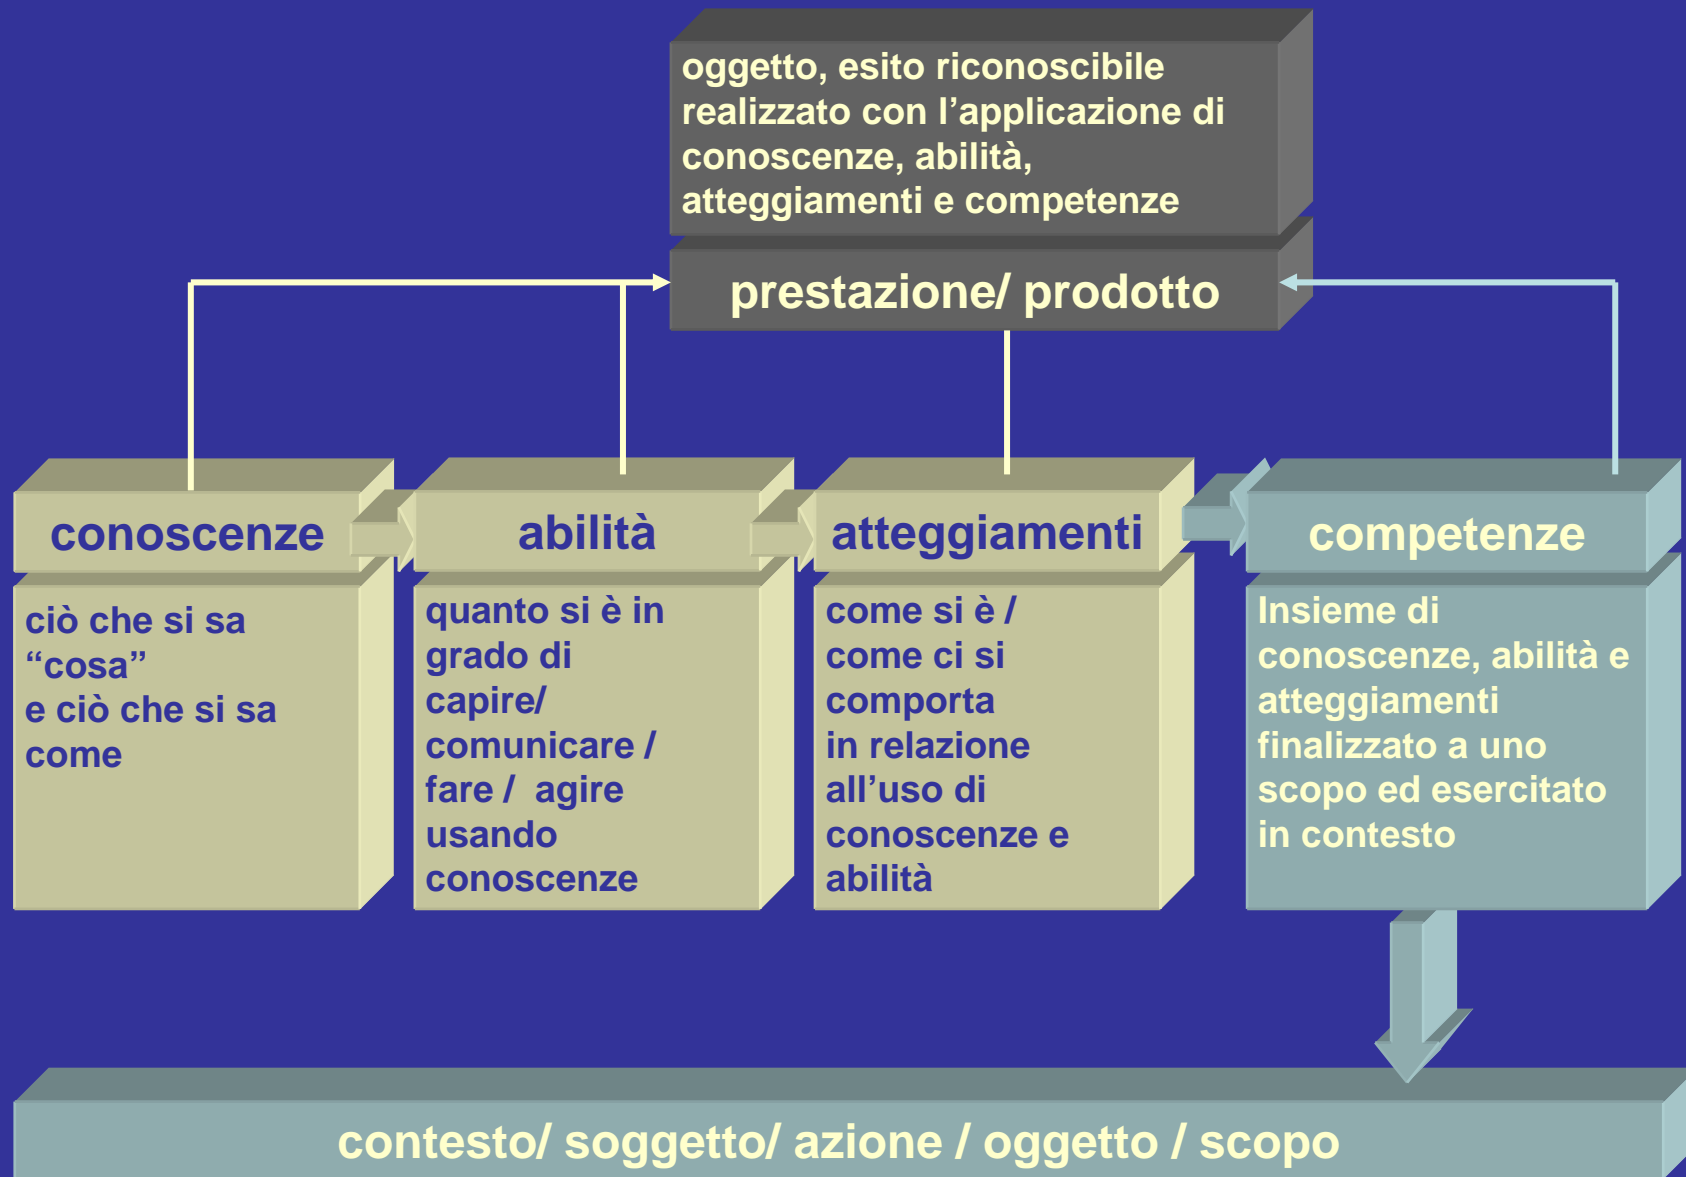 oggetto, esito riconoscibile
realizzato con l’applicazione di
conoscenze, abilità,
atteggiamenti e competenze
prestazione/ prodotto
conoscenze
ciò che si sa
“cosa”
e ciò che si sa
come
abilità
quanto si è in
grado di
capire/
comunicare /
fare / agire
usando
conoscenze
atteggiamenti
come si è /
come ci si
comporta
in relazione
all’uso di
conoscenze e
abilità
competenze
Insieme di
conoscenze, abilità e
atteggiamenti
finalizzato a uno
scopo ed esercitato
in contesto
contesto/ soggetto/ azione / oggetto / scopo